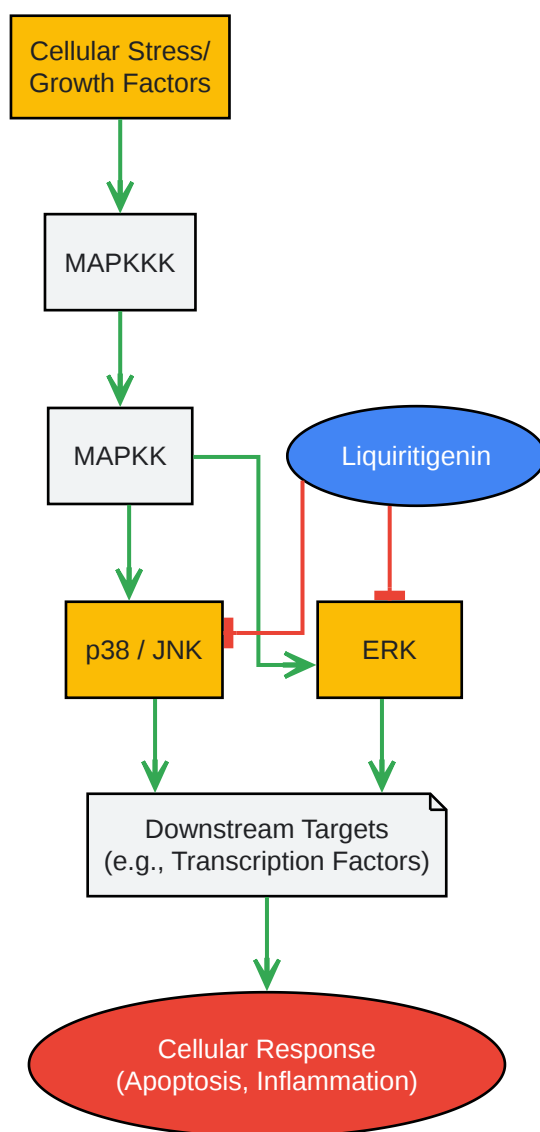 Cellular Stress/
Growth Factors
MAPKKK
MAPKK
Liquiritigenin
p38 / JNK
ERK
Downstream Targets
(e.g., Transcription Factors)
Cellular Response
(Apoptosis, Inflammation)